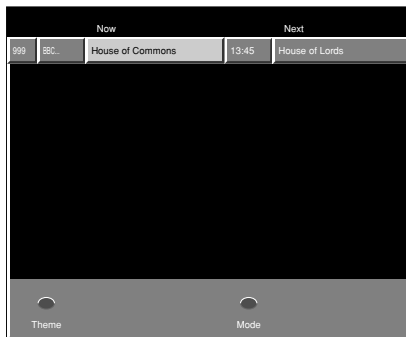 Now Next
999 BBC... House of Commons 13:45 House of Lords
Theme Mode